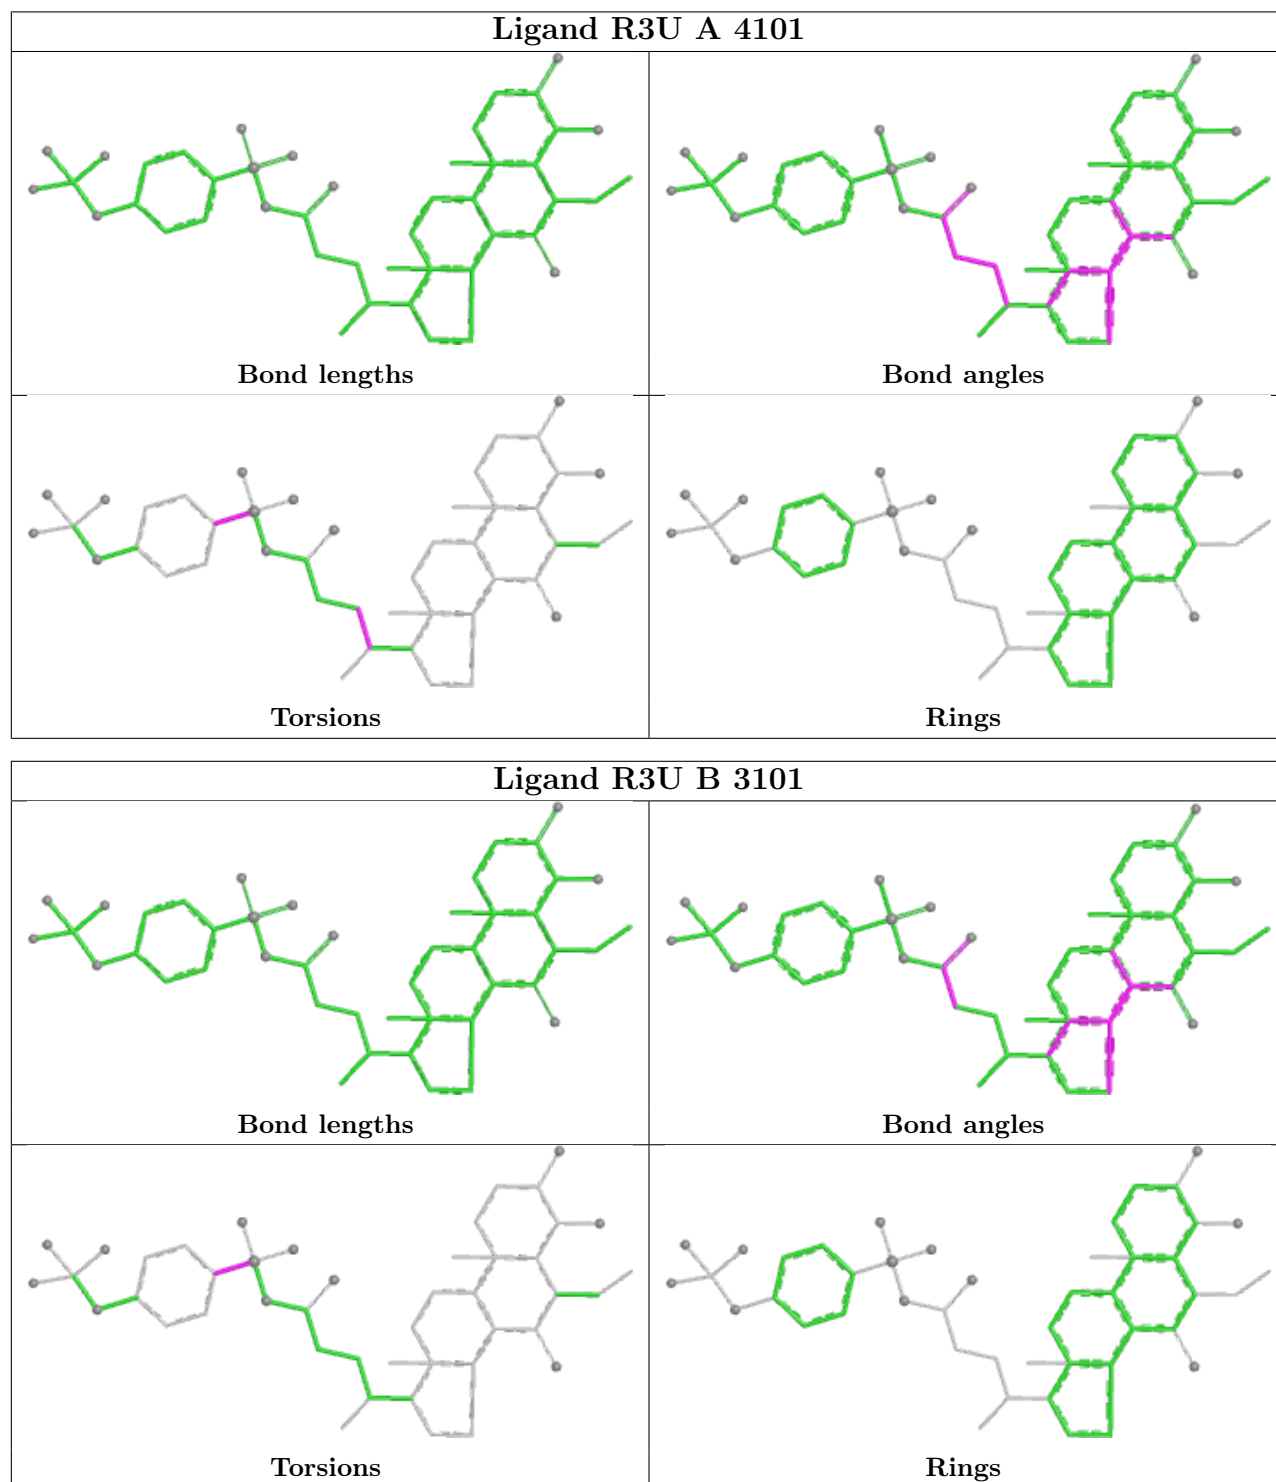 Ligand R3U A 4101
Bond lengths
Bond angles
Torsions
Rings
Ligand R3U B 3101
Bond lengths
Bond angles
Torsions
Rings